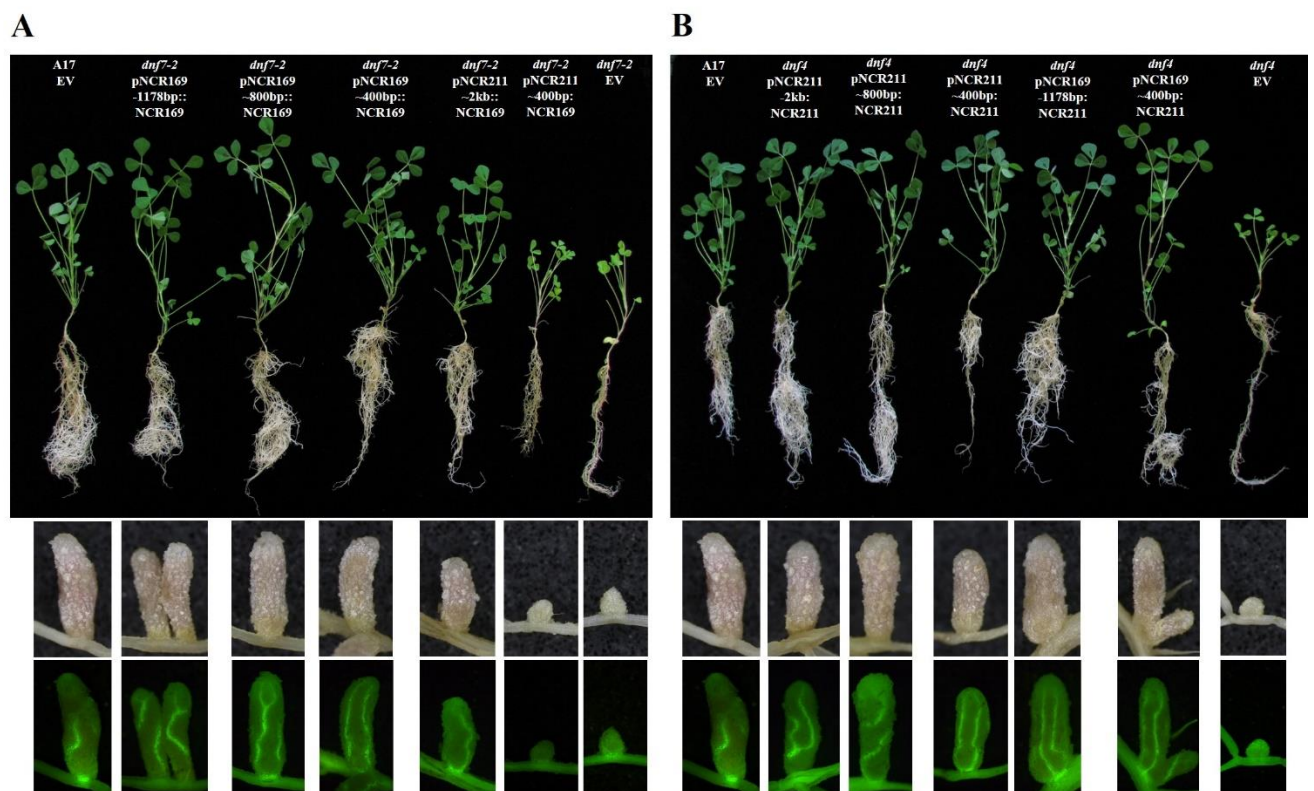 A
B
A17
EV
dnf7-2
pNCR169
-1178bp::
NCR169
dnf7-2
pNCR169
~800bp::
NCR169
dnf7-2
pNCR169
~400bp::
NCR169
dnf7-2
pNCR211
~2kb::
NCR169
dnf7-2
pNCR211
~400bp:
NCR169
dnf7-2
EV
A17
EV
dnf4
pNCR211
-2kb:
NCR211
dnf4
pNCR211
~800bp:
NCR211
dnf4
pNCR211
~400bp:
NCR211
dnf4
pNCR169
-1178bp:
NCR211
dnf4
pNCR169
~400bp:
NCR211
dnf4
EV